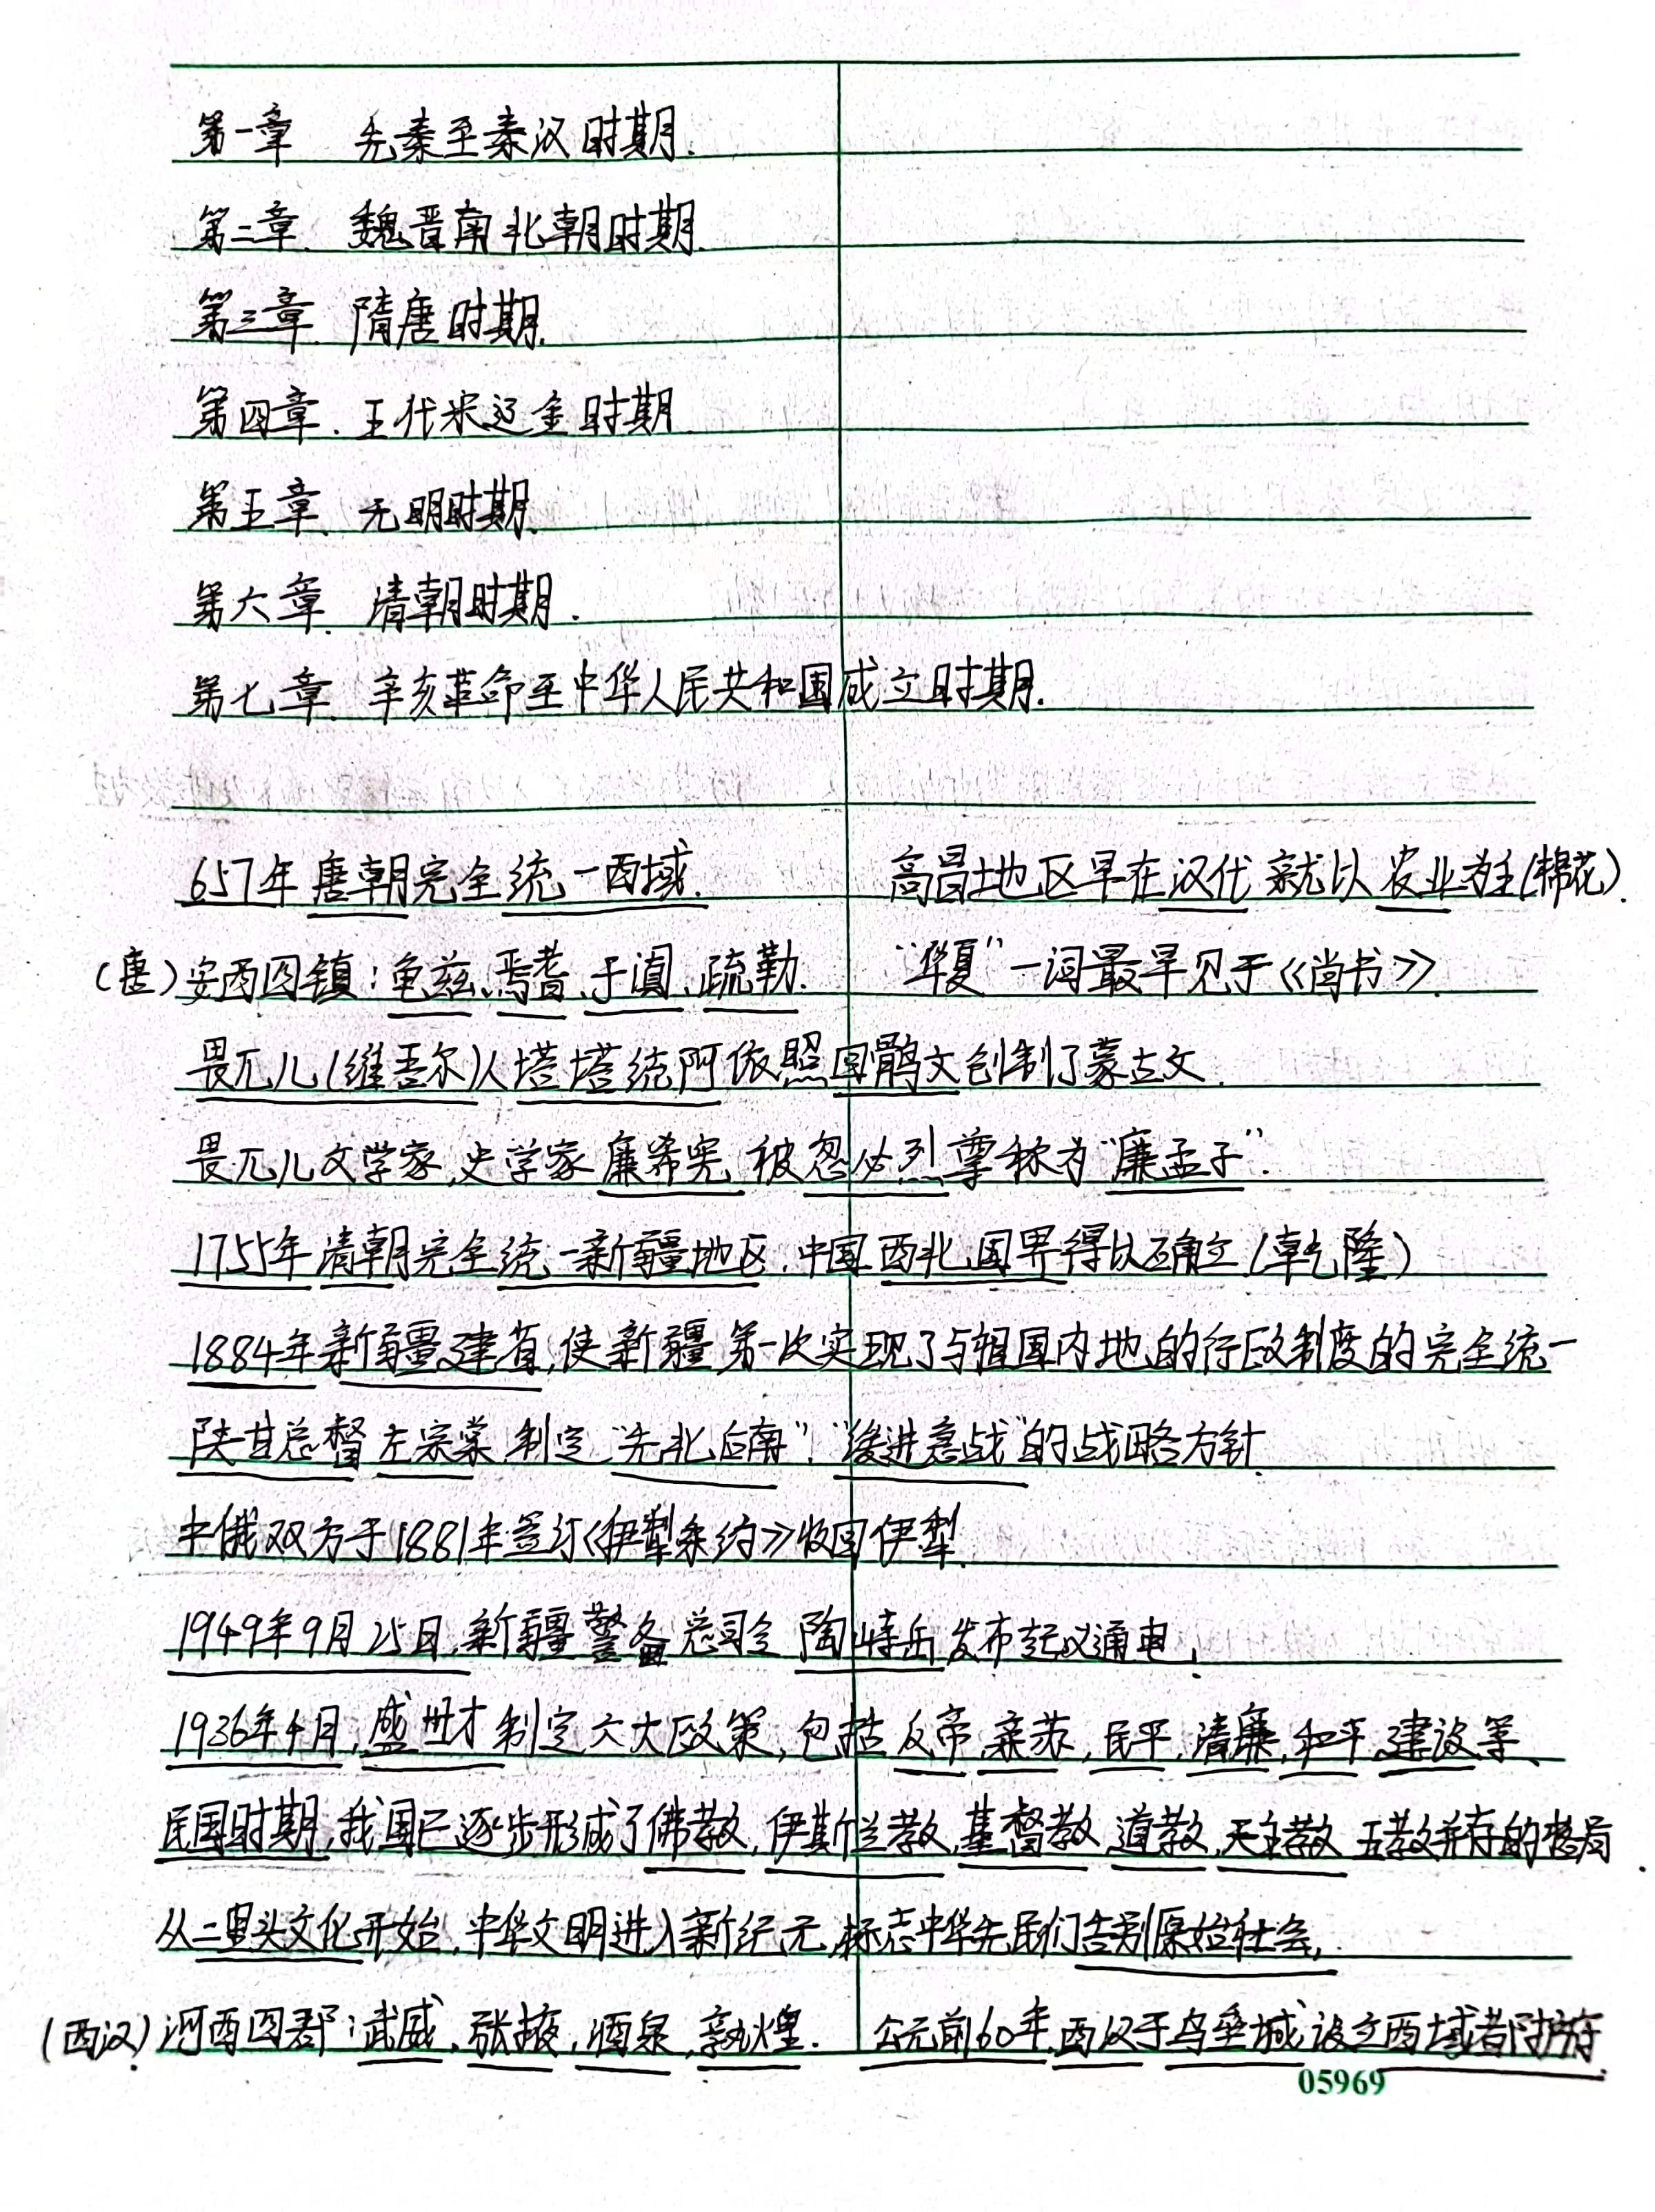 第一章 先秦至秦汉时期.
第二章. 魏晋南北朝时期.
第三章. 隋唐时期.
第四章. 五代宋辽金时期.
第五章. 元明时期.
第六章. 清朝时期.
第七章. 辛亥革命至中华人民共和国成立时期.
657年唐朝完全统一西域. 高昌地区早在汉代就以农业为主(棉花).
(唐)安西四镇:龟兹、焉耆、于阗、疏勒. “华夏”一词最早见于《尚书》.
畏兀儿(维吾尔)人塔塔统阿依照回鹘文创制了蒙古文.
畏兀儿文学家,史学家廉希宪被忽必烈尊称为“廉孟子”.
1755年清朝完全统一新疆地区.中国西北国界得以确立.(乾隆)
1884年新疆建省,使新疆第一次实现了与祖国内地的行政制度的完全统一
陕甘总督左宗棠制定“先北后南”,“缓进急战”的战略方针.
中俄双方于1881年签订《伊犁条约》收回伊犁.
1949年9月25日,新疆警备总司令陶峙岳发布起义通电.
1936年4月,盛世才制定六大政策,包括反帝,亲苏,民平,清廉,和平,建设等、
民国时期,我国已逐步形成了佛教,伊斯兰教,基督教,道教,天主教五教并存的格局.
从二里头文化开始,中华文明进入新纪元,标志中华先民们告别原始社会,
(西汉)河西四郡:武威,张掖,酒泉,敦煌. 公元前60年,西汉于乌垒城设立西域都护府.
05969